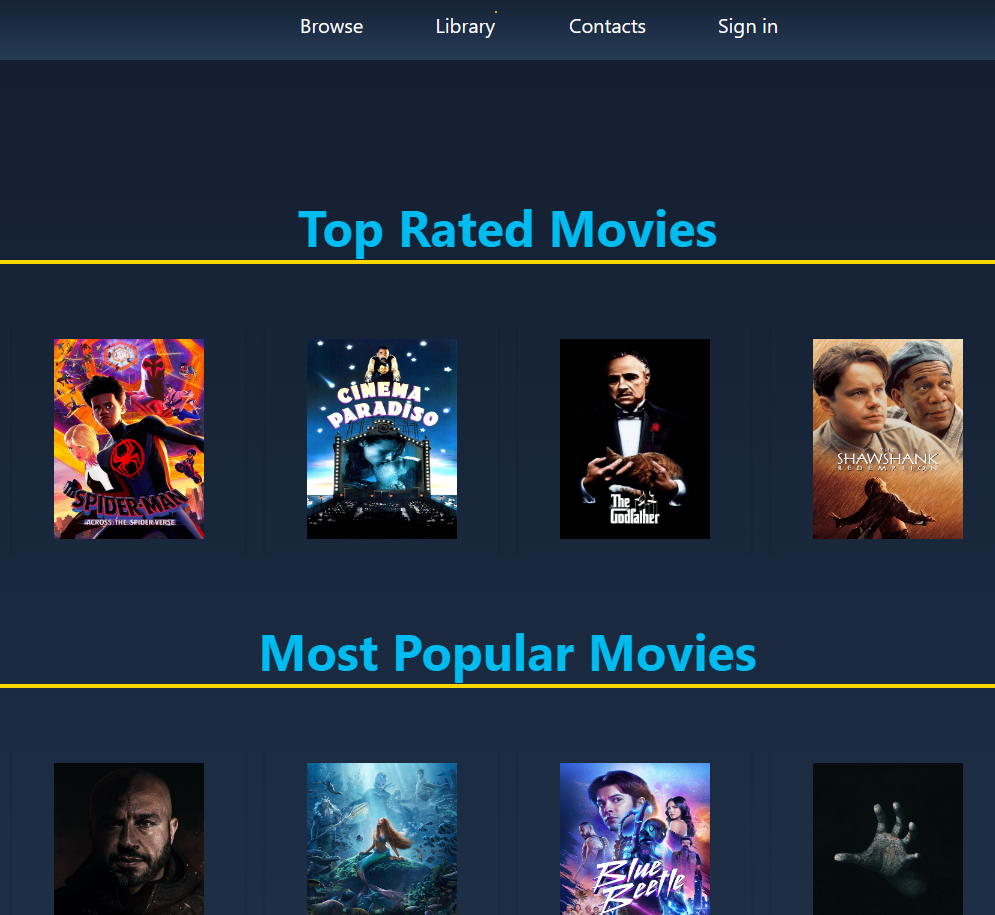 Browse Library Contacts Sign in
Top Rated Movies
SPIDER-MAN
ACROSS THE SPIDER-VERSE
CINEMA
PARADISO
The
Godfather
THE
SHAWSHANK
REDEMPTION
Most Popular Movies
Blue
Beetle